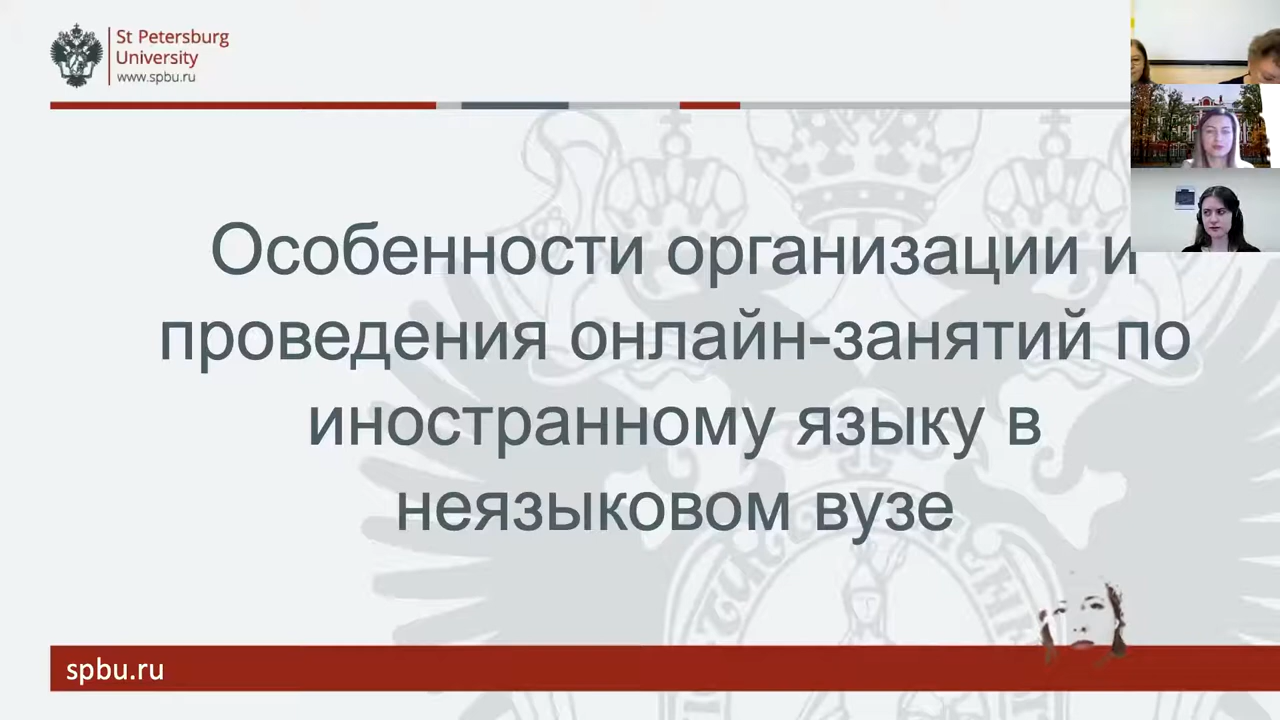 St Petersburg
University
www.spbu.ru
Особенности организации и
проведения онлайн-занятий по
иностранному языку в
неязыковом вузе
spbu.ru